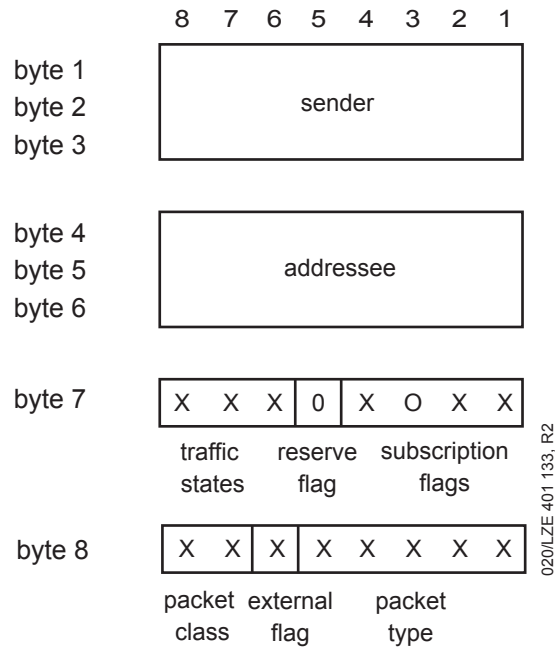 8 7 6 5 4 3 2 1
byte 1
byte 2
byte 3
sender
byte 4
byte 5
byte 6
addressee
byte 7
X X X 0 X O X X
traffic states
reserve flag
subscription flags
byte 8
X X X X X X X X
packet class
external flag
packet type
020/LZE 401 133, R2